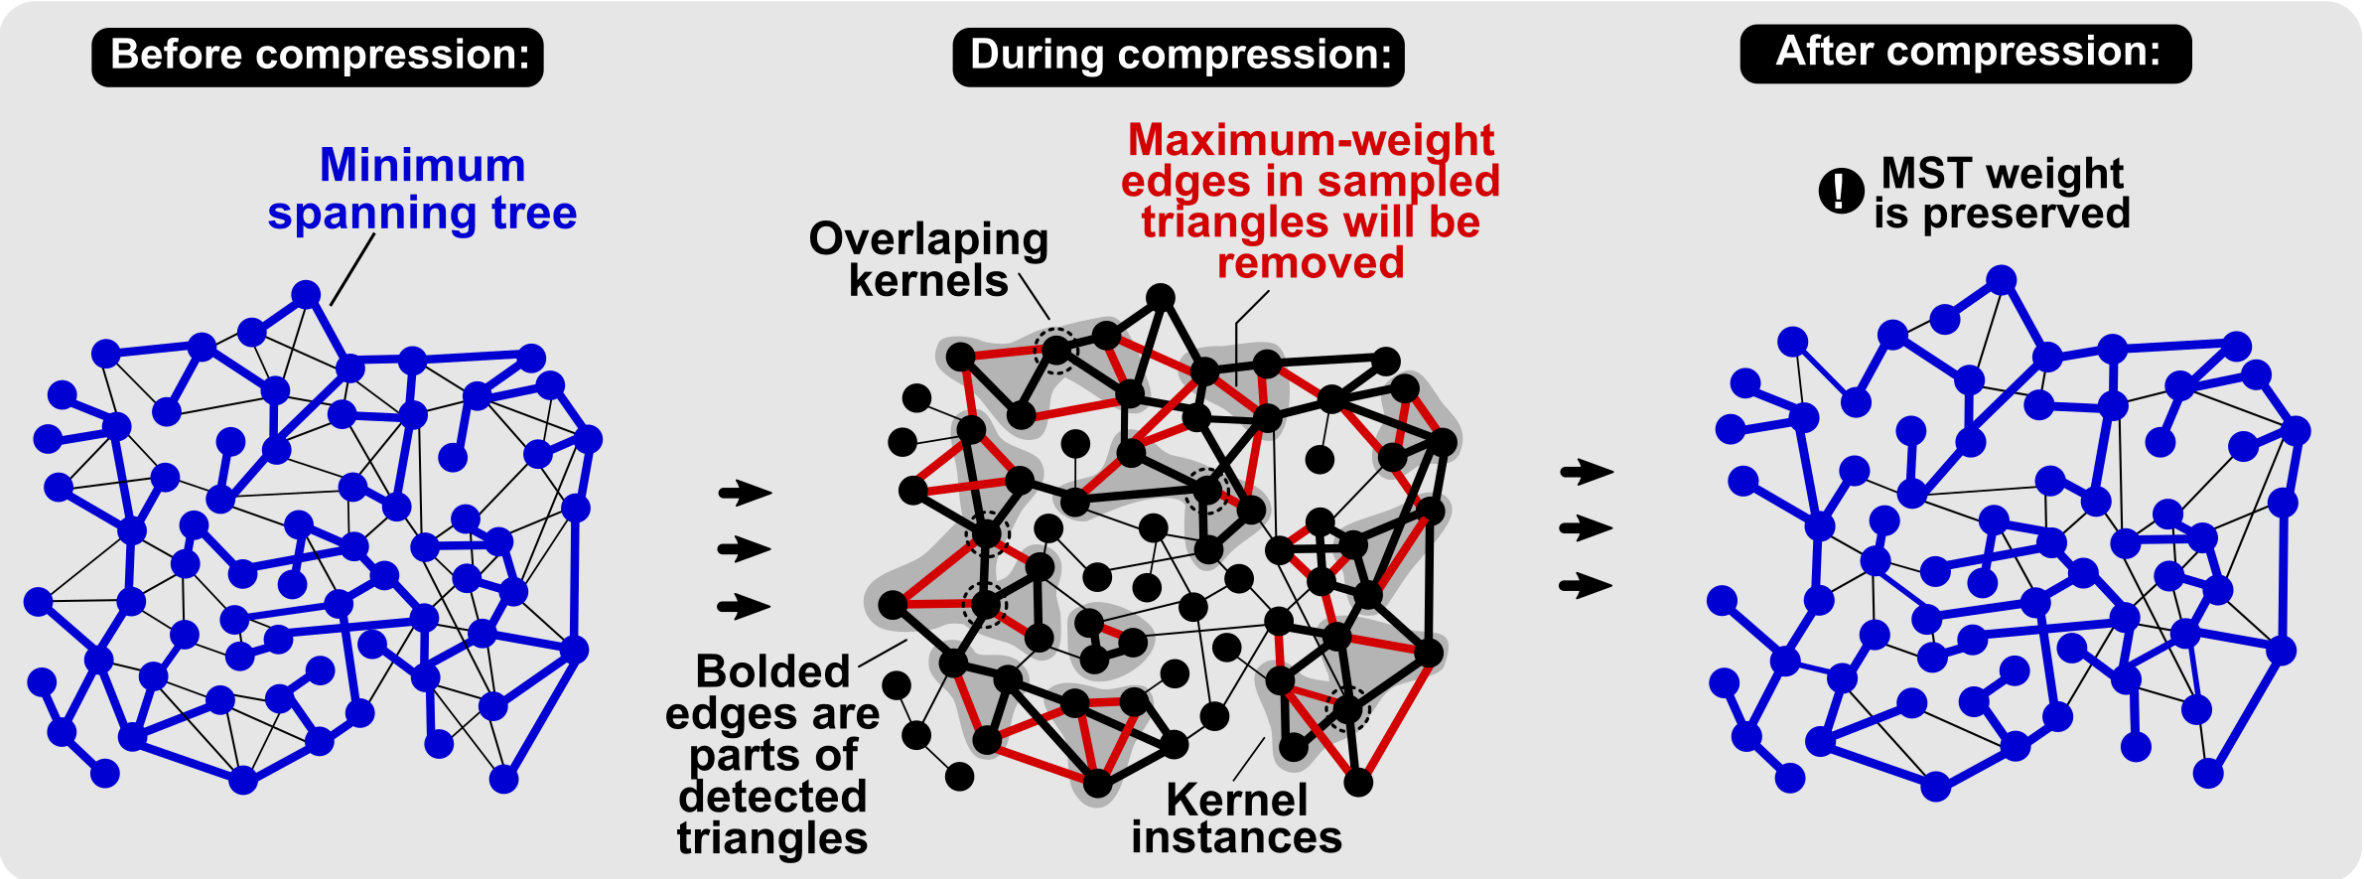 Before compression:
During compression:
After compression:
Minimum
spanning tree
Overlaping
kernels
Maximum-weight
edges in sampled
triangles will be
removed
! MST weight
is preserved
Bolded
edges are
parts of
detected
triangles
Kernel
instances